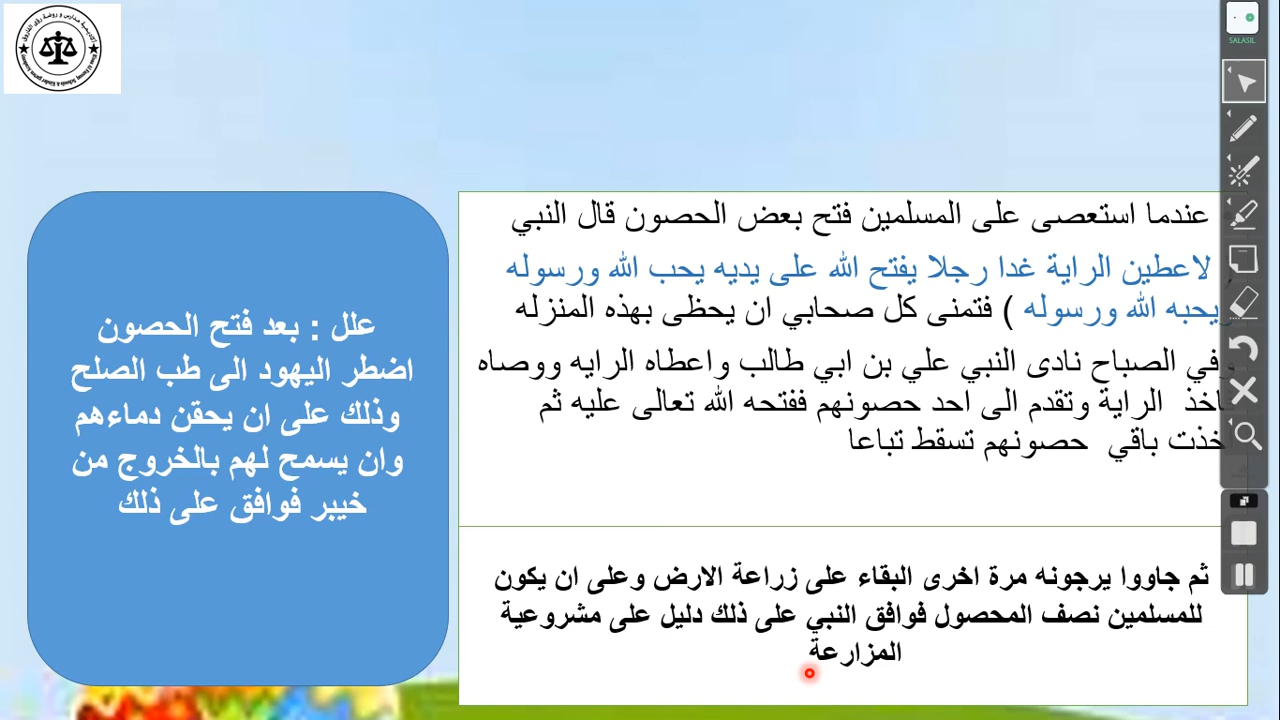 SALASIL
عندما استعصى على المسلمين فتح بعض الحصون قال النبي
لاعطين الراية غدا رجلا يفتح الله على يديه يحب الله ورسوله
يحبه الله ورسوله ) فتمنى كل صحابي ان يحظى بهذه المنزله
في الصباح نادى النبي علي بن ابي طالب واعطاه الرايه ووصاه
الراية وتقدم الى احد حصونهم ففتحه الله تعالى عليه ثم
باقي حصونهم تسقط تباعا
ثم جاووا يرجونه مرة اخرى البقاء على زراعة الارض وعلى ان يكون
للمسلمين نصف المحصول فوافق النبي على ذلك دليل على مشروعية
المزارعة
علل : بعد فتح الحصون
اضطر اليهود الى طب الصلح
وذلك على ان يحقن دماءهم
وان يسمح لهم بالخروج من
خيبر فوافق على ذلك